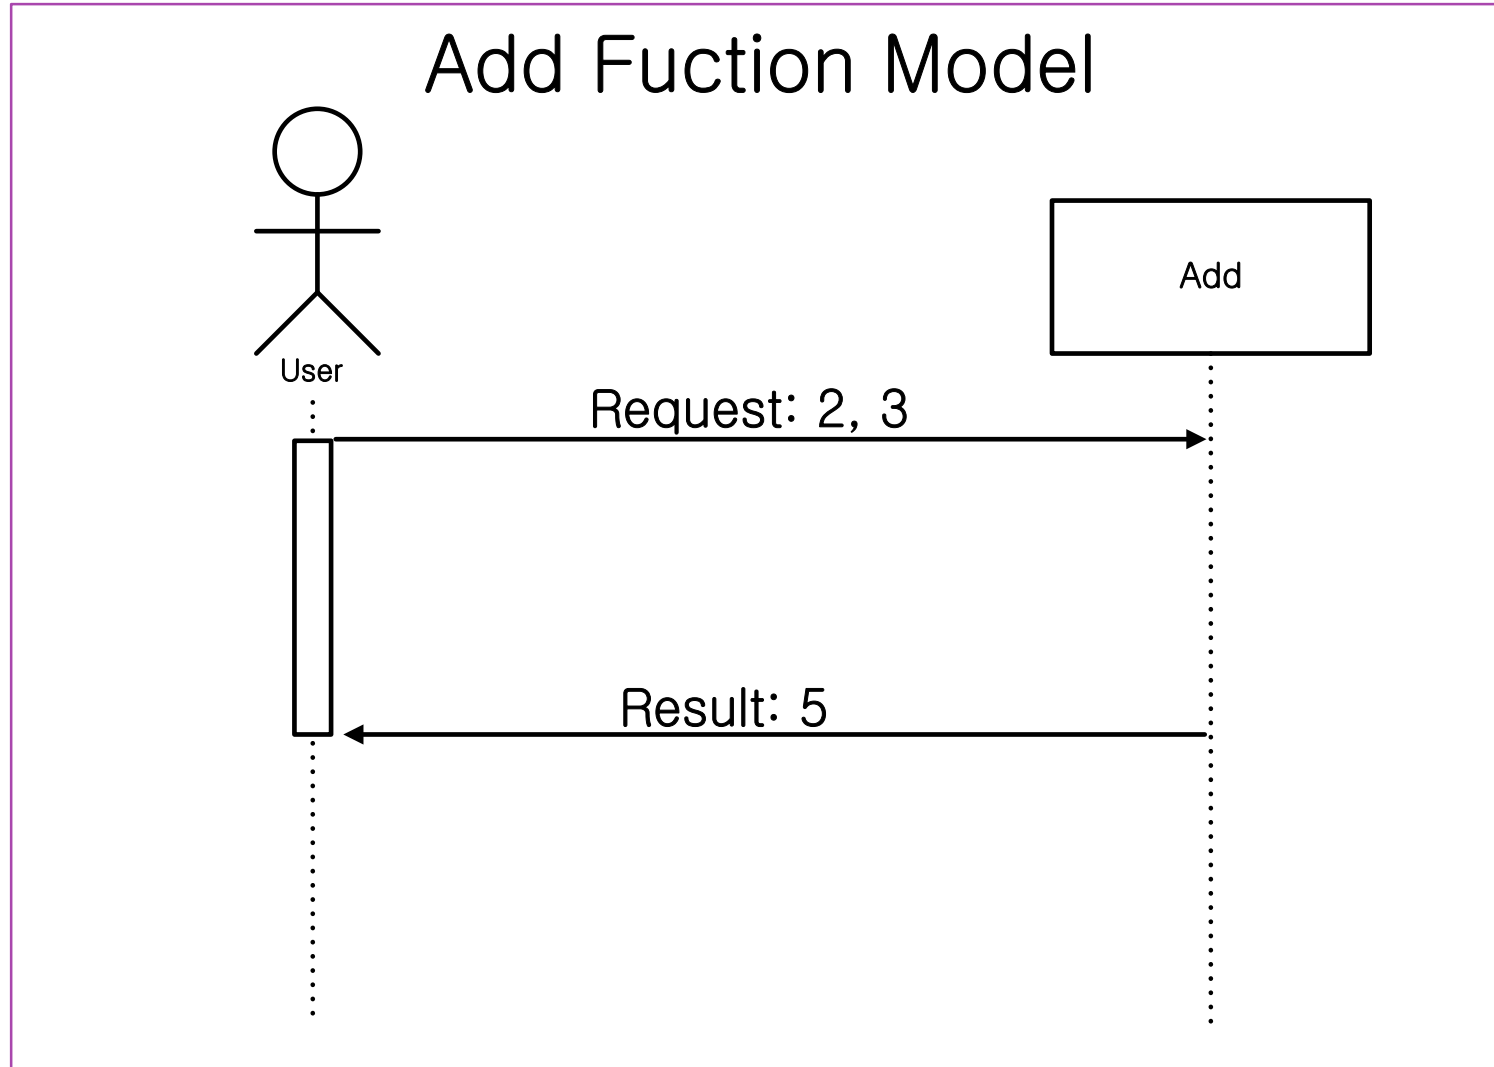 Add Fuction Model
Add
User
Request: 2, 3
Result: 5